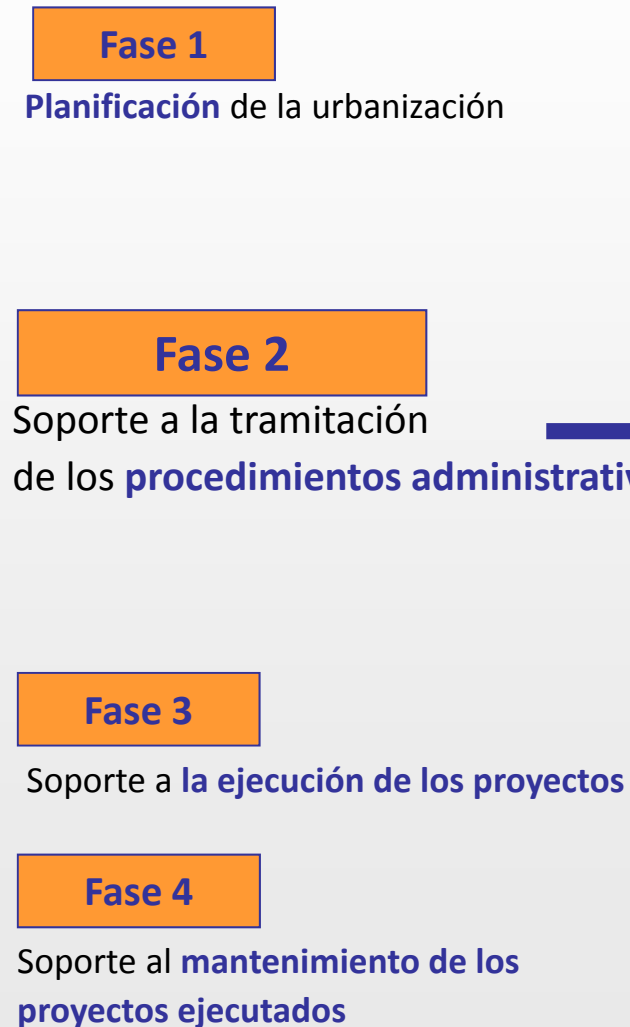 Fase 1
Planificación de la urbanización
Fase 2
Soporte a la tramitación
de los procedimientos
Fase 3
Soporte a la ejecución de los proyectos
Fase 4
Soporte al mantenimiento de los
proyectos ejecutados